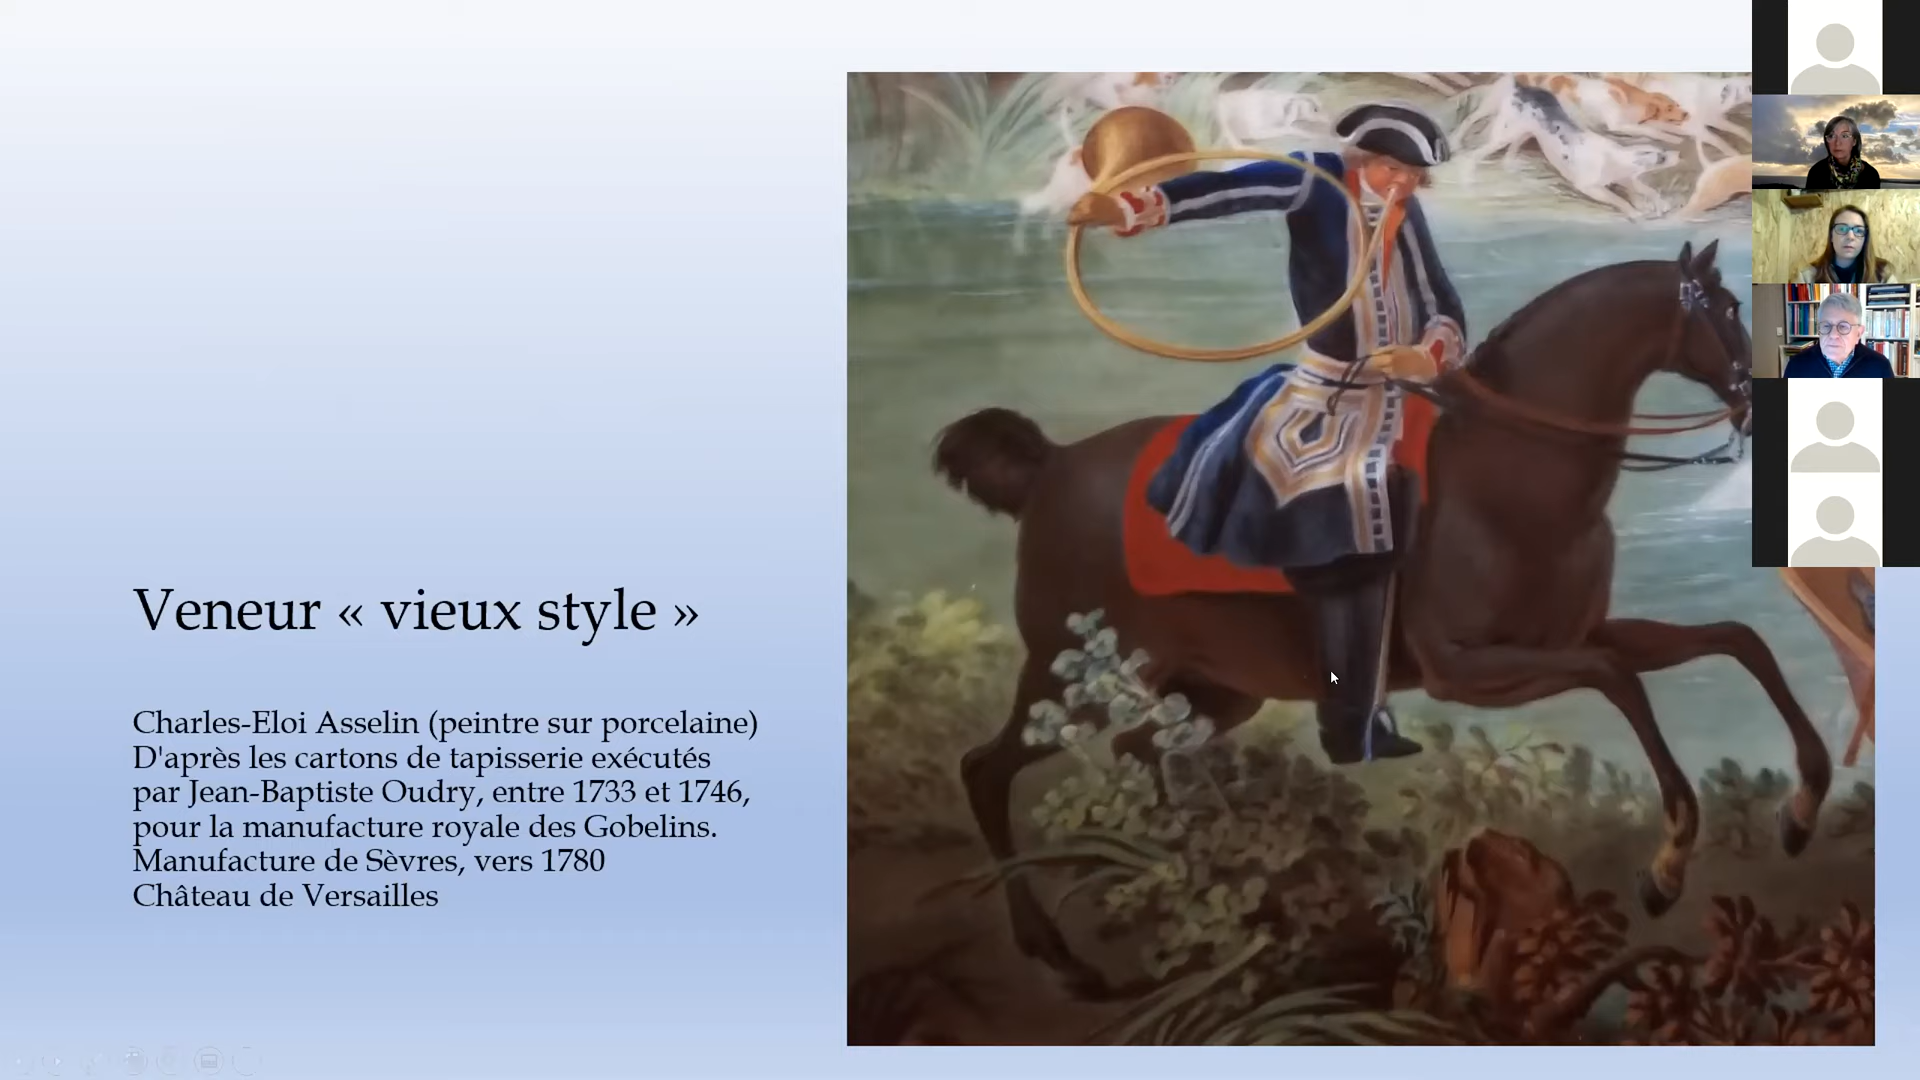 Veneur « vieux style »
Charles-Eloi Asselin (peintre sur porcelaine)
D'après les cartons de tapisserie exécutés
par Jean-Baptiste Oudry, entre 1733 et 1746,
pour la manufacture royale des Gobelins.
Manufacture de Sèvres, vers 1780
Château de Versailles